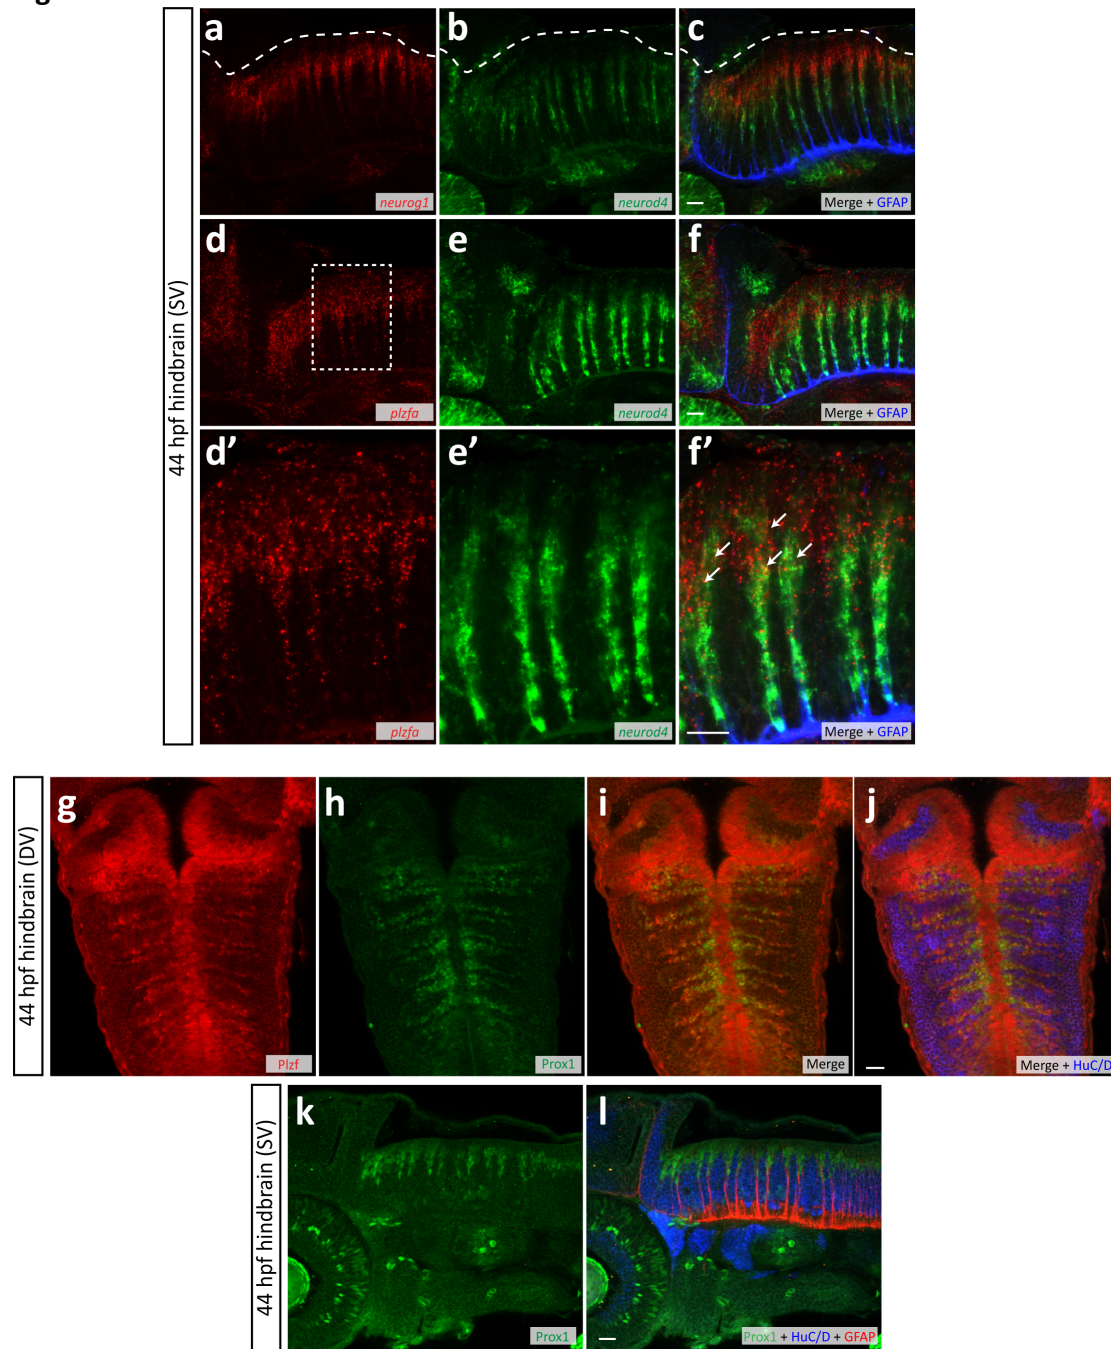 44 hpf hindbrain (SV)
a
neurog1
b
neurod4
c
Merge + GFAP
d
plzfa
e
neurod4
f
Merge + GFAP
d’
plzfa
e’
neurod4
f’
Merge + GFAP
44 hpf hindbrain (DV)
g
Plzf
h
Prox1
i
Merge
j
Merge + HuC/D
44 hpf hindbrain (SV)
k
Prox1
l
Prox1 + HuC/D + GFAP